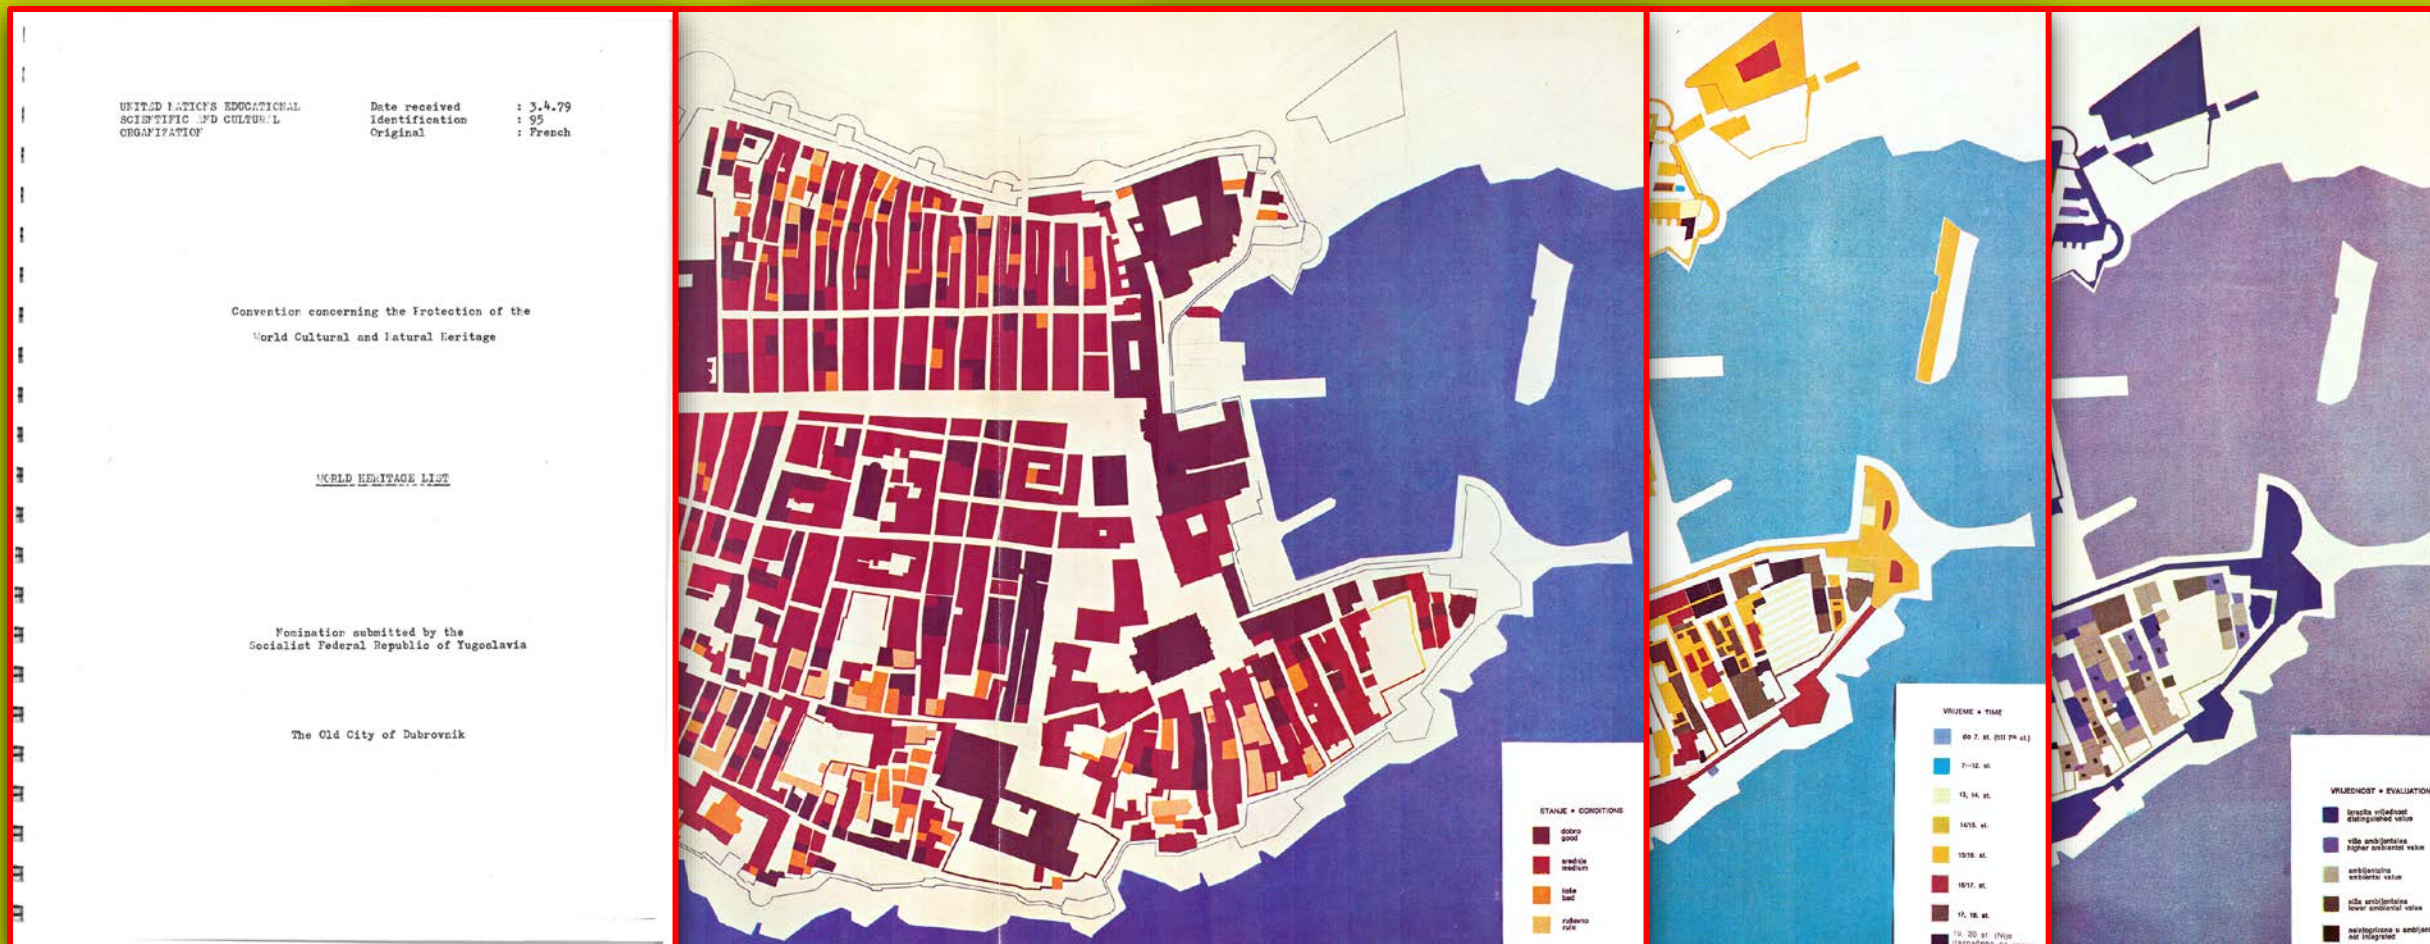 UNITED NATIONS EDUCATIONAL
SCIENTIFIC AND CULTURAL
ORGANIZATION
Date received : 3.4.79
Identification : 95
Original : French
Convention concerning the Protection of the
World Cultural and Natural Heritage
WORLD HERITAGE LIST
Nomination submitted by the
Socialist Federal Republic of Yugoslavia
The Old City of Dubrovnik
STANJE • CONDITIONS
dobro
good
srednje
medium
loše
bad
ruševno
ruin
VRIJEME • TIME
do 7. st. (till 7th ct.)
7—12. st.
13, 14. st.
14/15. st.
15/16. st.
16/17. st.
17, 18. st.
19, 20 st. (Nije
VRIJEDNOST • EVALUATION
izrazita vrijednost
distinguished value
viša ambijentalna
higher ambiental value
ambijentalna
ambiental value
niža ambijentalna
lower ambiental value
neintegrirano u ambijent
not integrated